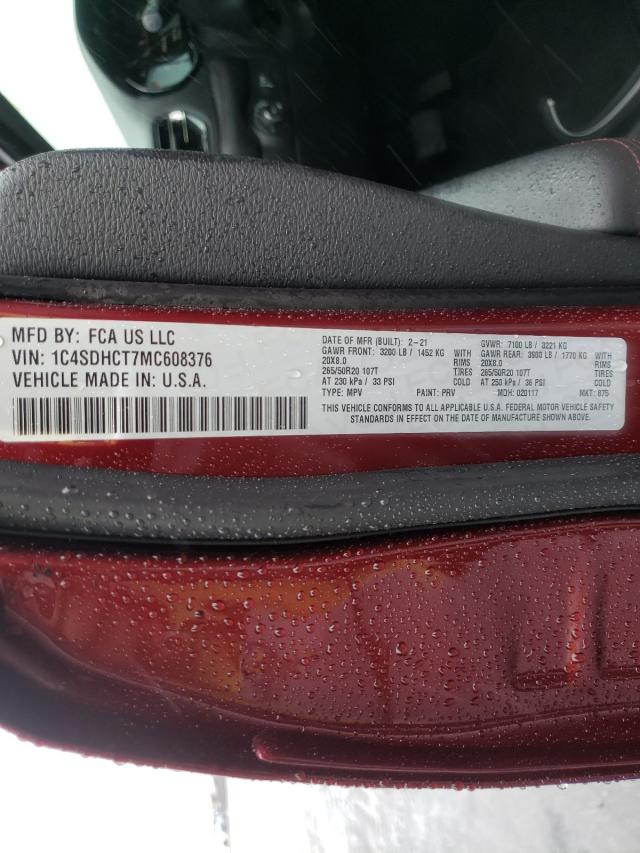 MFD BY: FCA US LLC
VIN: 1C4SDHCT7MC608376
VEHICLE MADE IN: U.S.A.
DATE OF MFR (BUILT): 2-21 GVWR: 7100 LB / 3221 KG
GAWR FRONT: 3200 LB / 1452 KG GAWR REAR: 3900 LB / 1770 KG
20X8.0 RIMS 20X8.0 RIMS
265/50R20 107T TIRES 265/50R20 107T TIRES
AT 230 kPa / 33 PSI AT 250 kPa / 36 PSI
TYPE: MPV PAINT: PRV MDH: 020117 MKT: 875
THIS VEHICLE CONFORMS TO ALL APPLICABLE U.S.A. FEDERAL MOTOR VEHICLE SAFETY
STANDARDS IN EFFECT ON THE DATE OF MANUFACTURE SHOWN ABOVE.